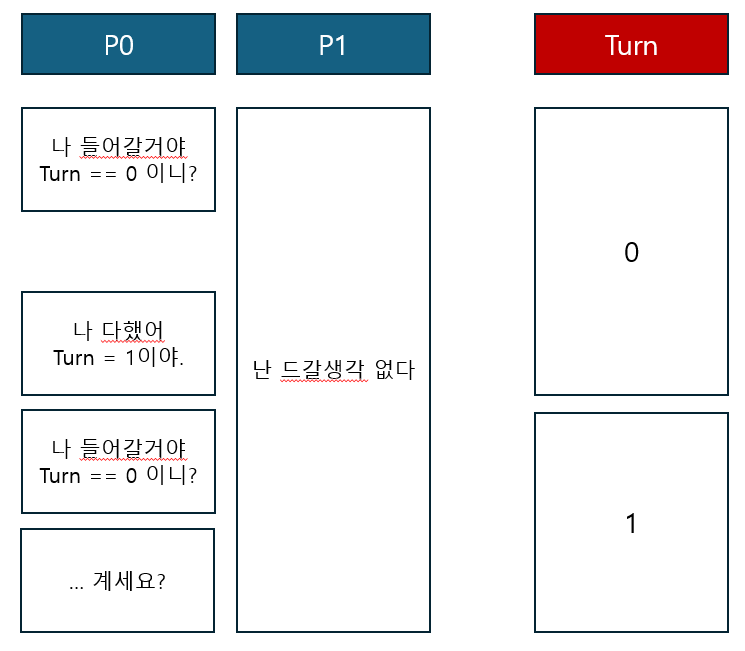 P0
P1
Turn
나 들어갈거야
Turn == 0 이니?
나 다했어
Turn = 1이야.
나 들어갈거야
Turn == 0 이니?
... 계세요?
난 드갈생각 없다
0
1